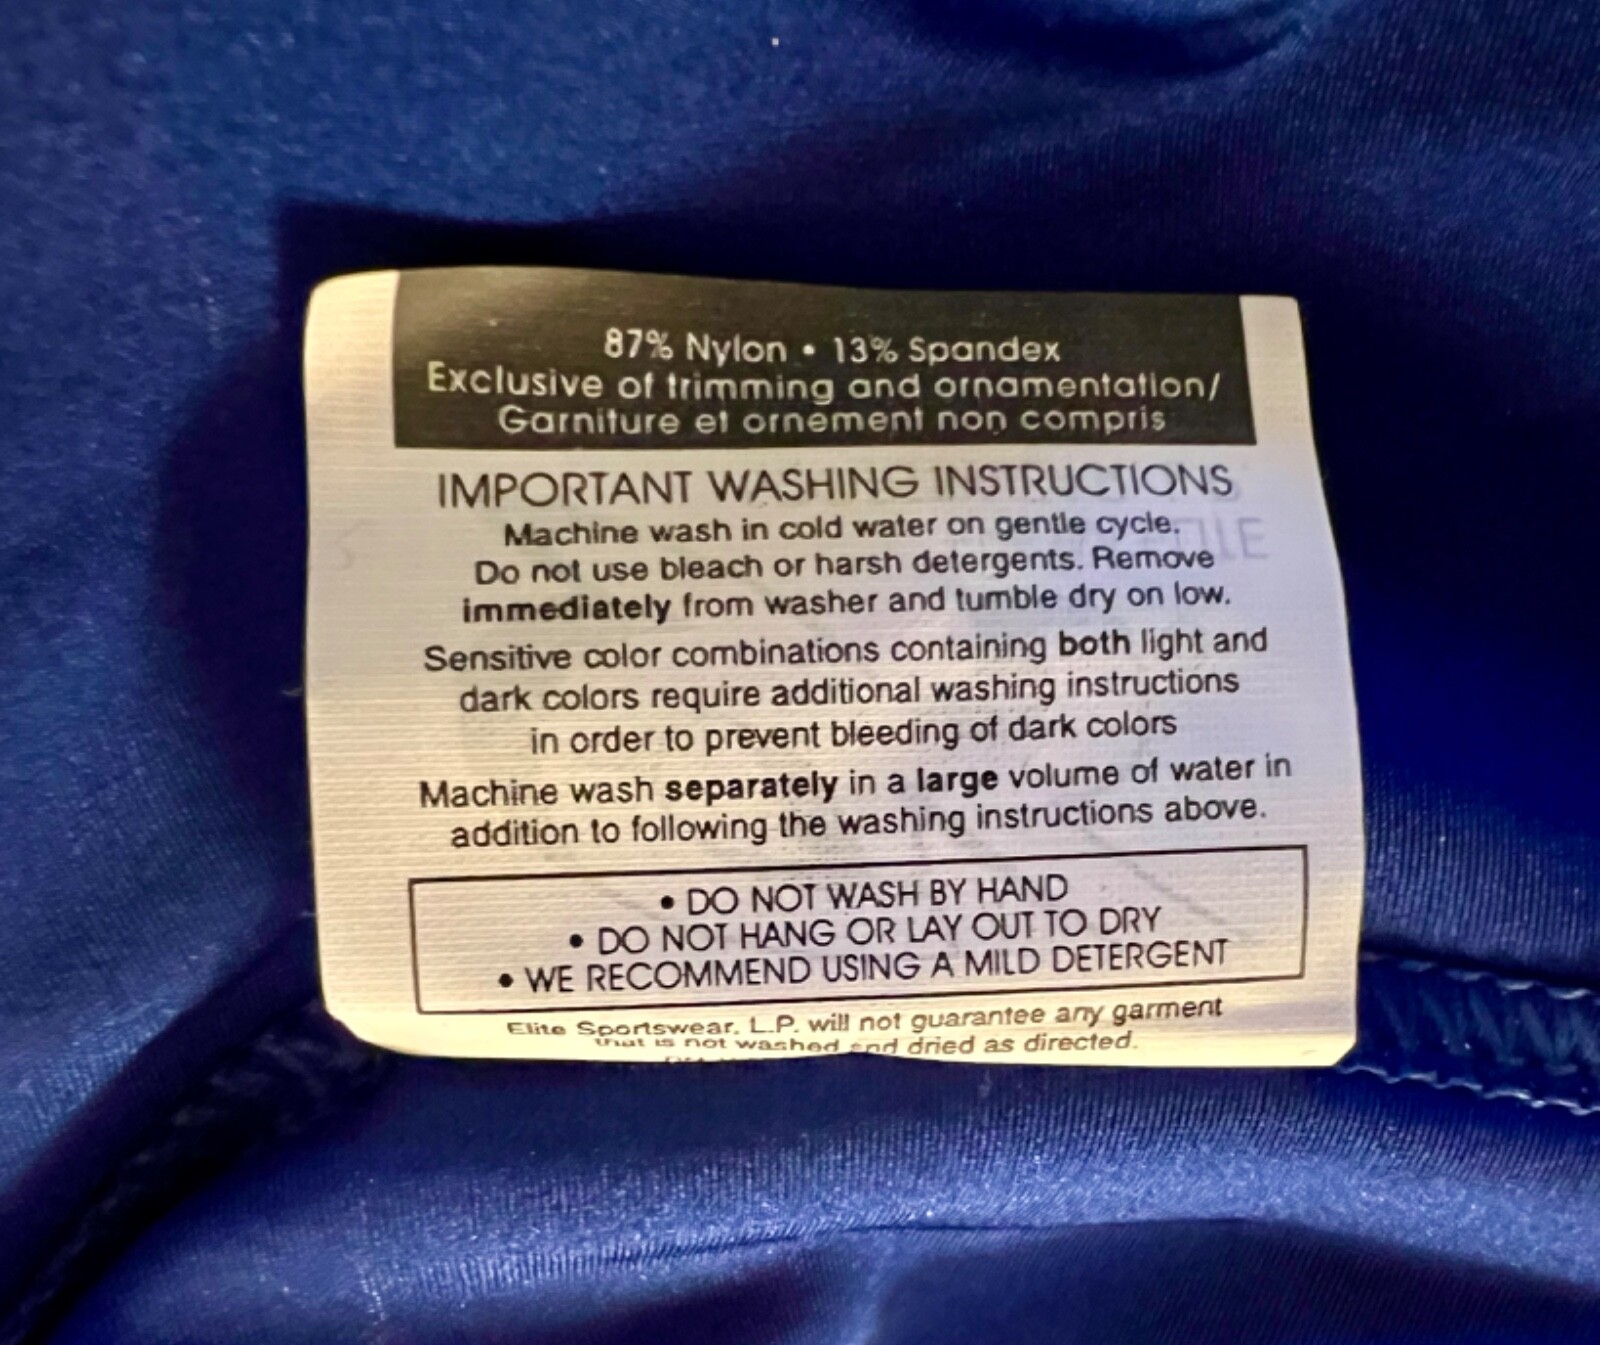 87% Nylon • 13% Spandex
Exclusive of trimming and ornamentation/
Garniture et ornement non compris
IMPORTANT WASHING INSTRUCTIONS
Machine wash in cold water on gentle cycle.
Do not use bleach or harsh detergents. Remove
immediately from washer and tumble dry on low.
Sensitive color combinations containing both light and
dark colors require additional washing instructions
in order to prevent bleeding of dark colors
Machine wash separately in a large volume of water in
addition to following the washing instructions above.
• DO NOT WASH BY HAND
• DO NOT HANG OR LAY OUT TO DRY
• WE RECOMMEND USING A MILD DETERGENT
Elite Sportswear, L.P. will not guarantee any garment
that is not washed and dried as directed.